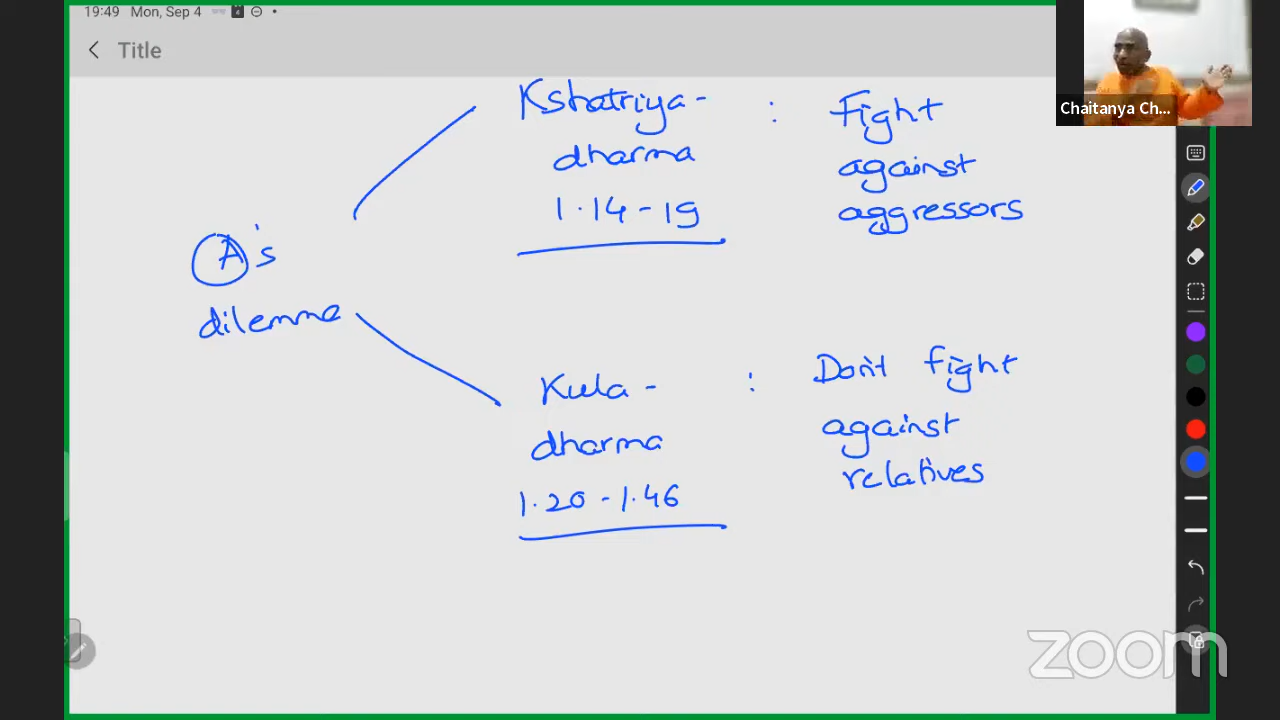 19:49 Mon, Sep 4
Title
Chaitanya Ch...
Kshatriya- : Fight
dharma against
1.14-19 aggressors
A's
dilemma
Kula- : Don't fight
dharma against
1.20-1.46 relatives
zoom